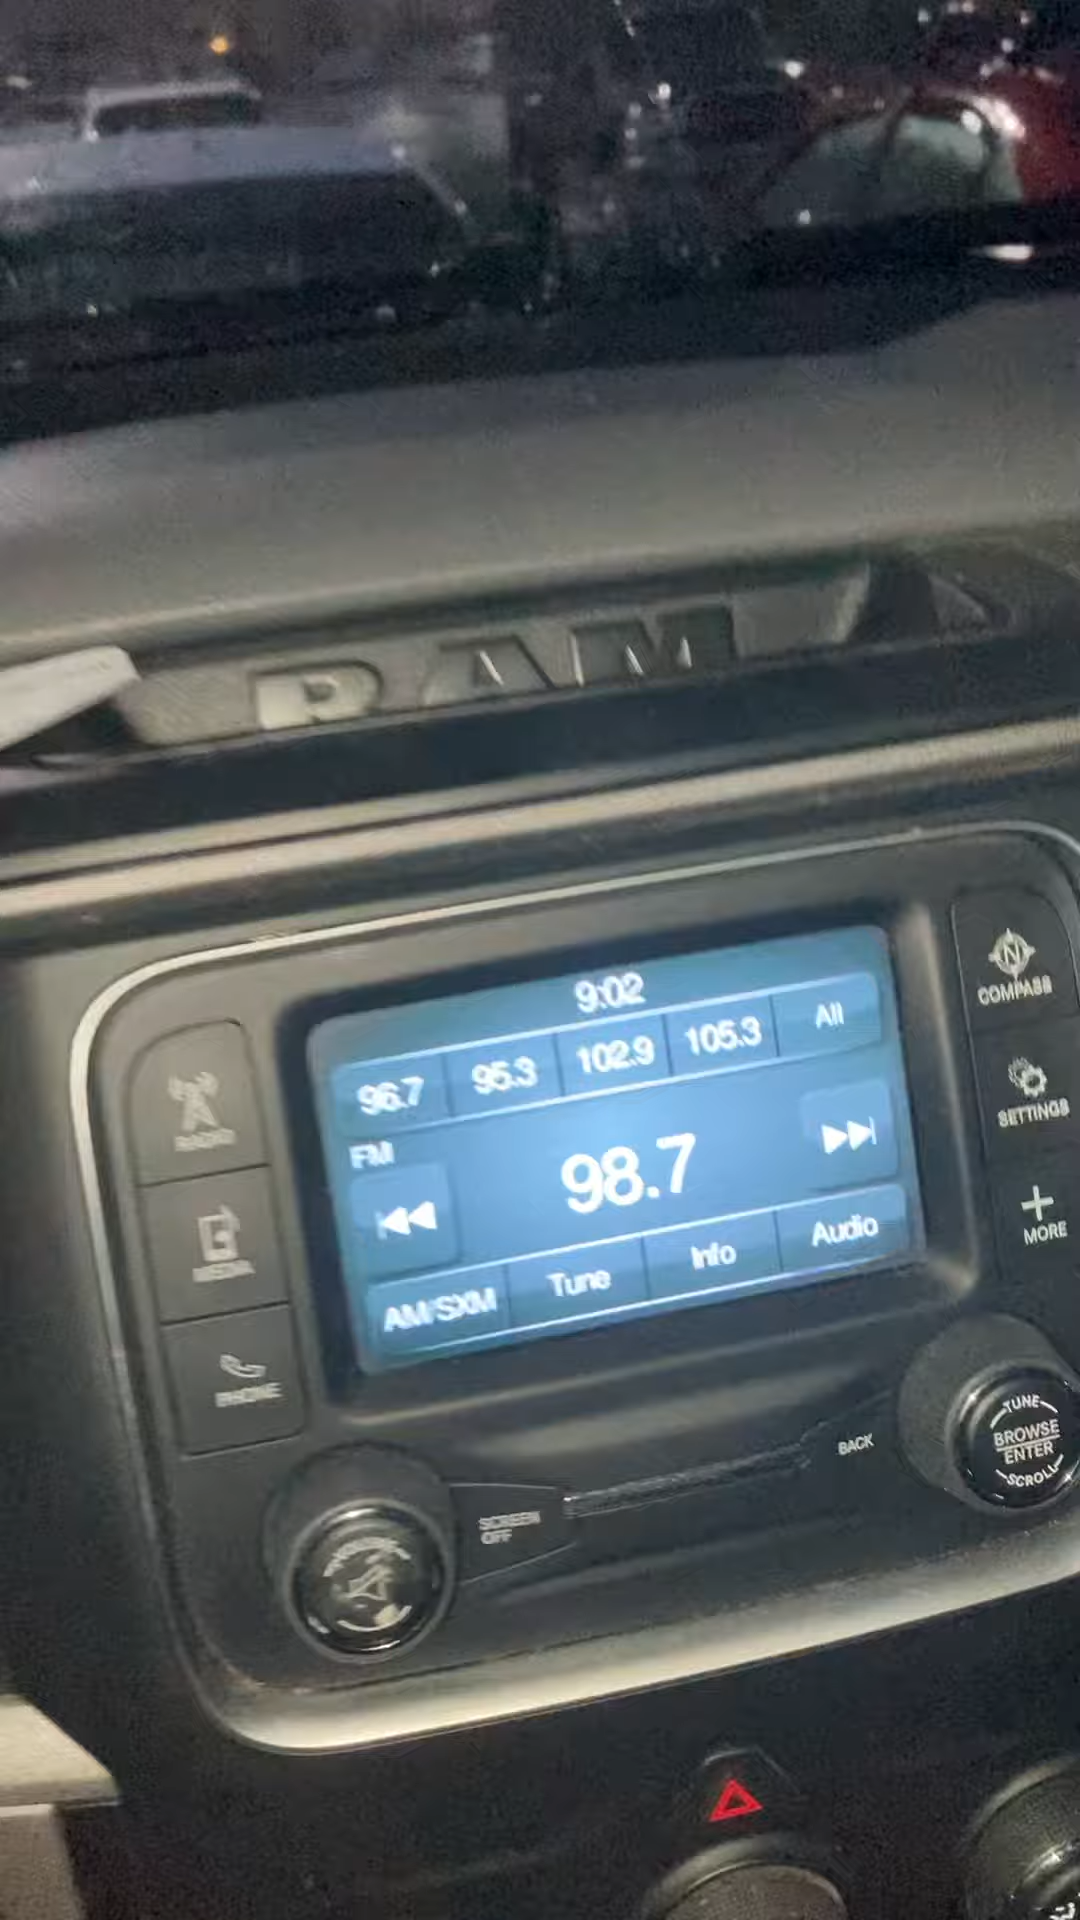 RAM
9:02
96.7 95.3 102.9 105.3 All
FM
98.7
AM/SXM Tune Info Audio
RADIO
MEDIA
PHONE
N
COMPASS
SETTINGS
MORE
SCREEN
OFF
BACK
TUNE
BROWSE
ENTER
SCROLL